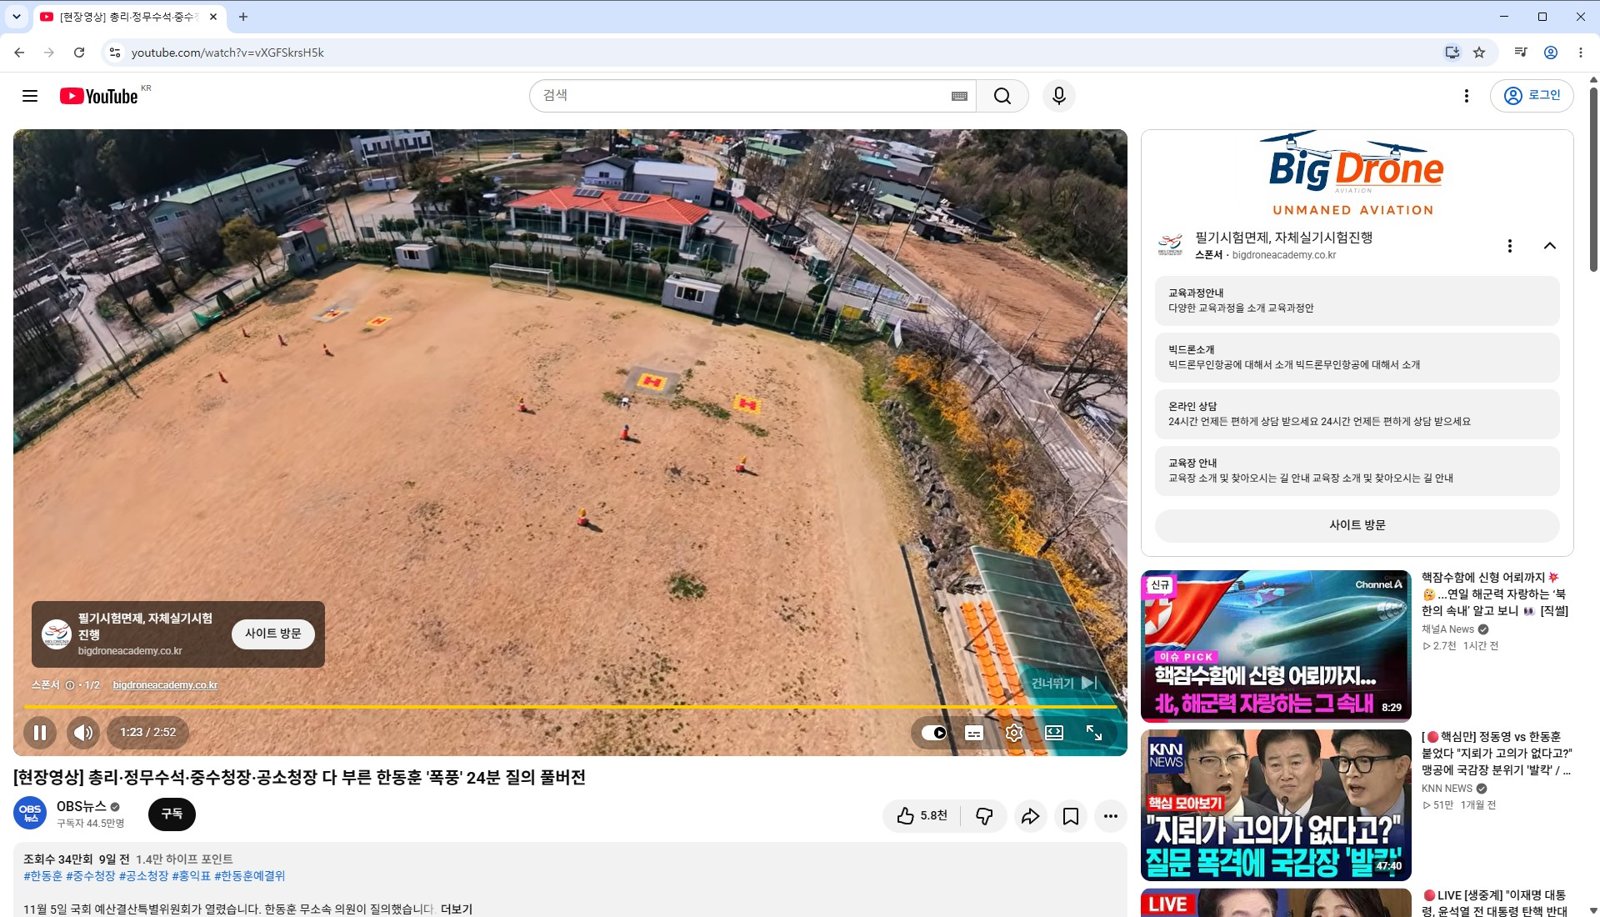 [현장영상] 총리·정무수석·중수청
youtube.com/watch?v=vXGFSkrsH5k
YouTube KR
검색
로그인
필기시험면제, 자체실기시험
진행
bigdroneacademy.co.kr
사이트 방문
스폰서 · 1/2 bigdroneacademy.co.kr
건너뛰기
1:23 / 2:52
[현장영상] 총리·정무수석·중수청장·공소청장 다 부른 한동훈 '폭풍' 24분 질의 풀버전
OBS 뉴스
OBS뉴스
구독자 44.5만명
구독
5.8천
조회수 34만회 9일 전 1.4만 하이프 포인트
#한동훈 #중수청장 #공소청장 #홍익표 #한동훈예결위
11월 5일 국회 예산결산특별위원회가 열렸습니다. 한동훈 무소속 의원이 질의했습니다. 더보기
Big Drone
AVIATION
UNMANED AVIATION
필기시험면제, 자체실기시험진행
스폰서 · bigdroneacademy.co.kr
교육과정안내
다양한 교육과정을 소개 교육과정안
빅드론소개
빅드론무인항공에 대해서 소개 빅드론무인항공에 대해서 소개
온라인 상담
24시간 언제든 편하게 상담 받으세요 24시간 언제든 편하게 상담 받으세요
교육장 안내
교육장 소개 및 찾아오시는 길 안내 교육장 소개 및 찾아오시는 길 안내
사이트 방문
신규
Channel A
이슈 PICK
핵잠수함에 신형 어뢰까지...
北, 해군력 자랑하는 그 속내
8:29
핵잠수함에 신형 어뢰까지
...연일 해군력 자랑하는 '북
한의 속내' 알고 보니 [직썰]
채널A News
2.7천 1시간 전
KNN NEWS
핵심 모아보기
"지뢰가 고의가 없다고?"
질문 폭격에 국감장 '발칵'
47:40
[핵심만] 정동영 vs 한동훈
붙었다 "지뢰가 고의가 없다고?"
맹공에 국감장 분위기 '발칵' / ...
KNN NEWS
51만 1개월 전
LIVE
LIVE [생중계] "이재명 대통
령, 윤석열 전 대통령 탄핵 반대